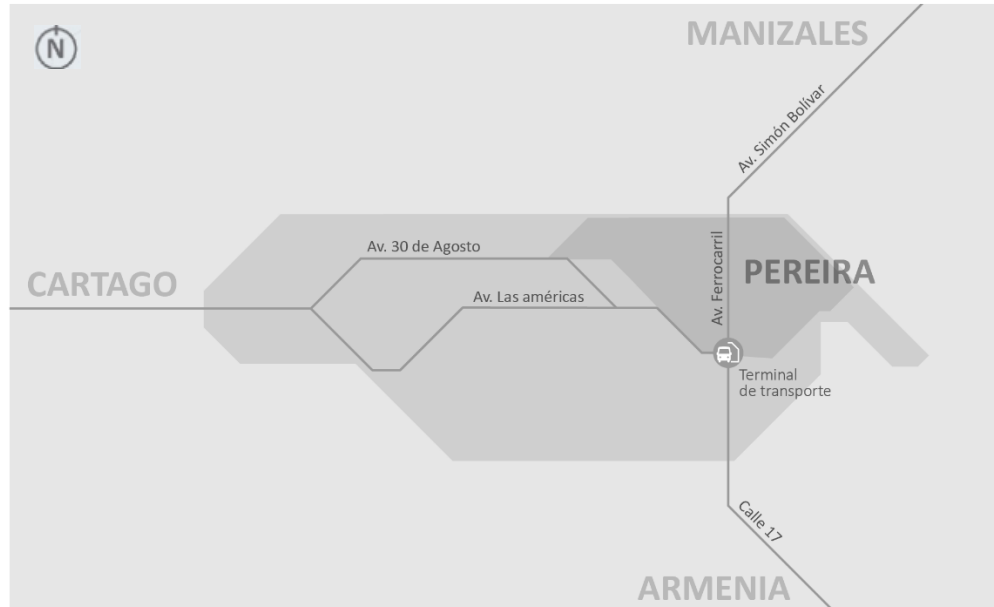 N
MANIZALES
Av. Simón Bolívar
Av. 30 de Agosto
Av. Ferrocarril
PEREIRA
CARTAGO
Av. Las américas
Terminal
de transporte
Calle 17
ARMENIA